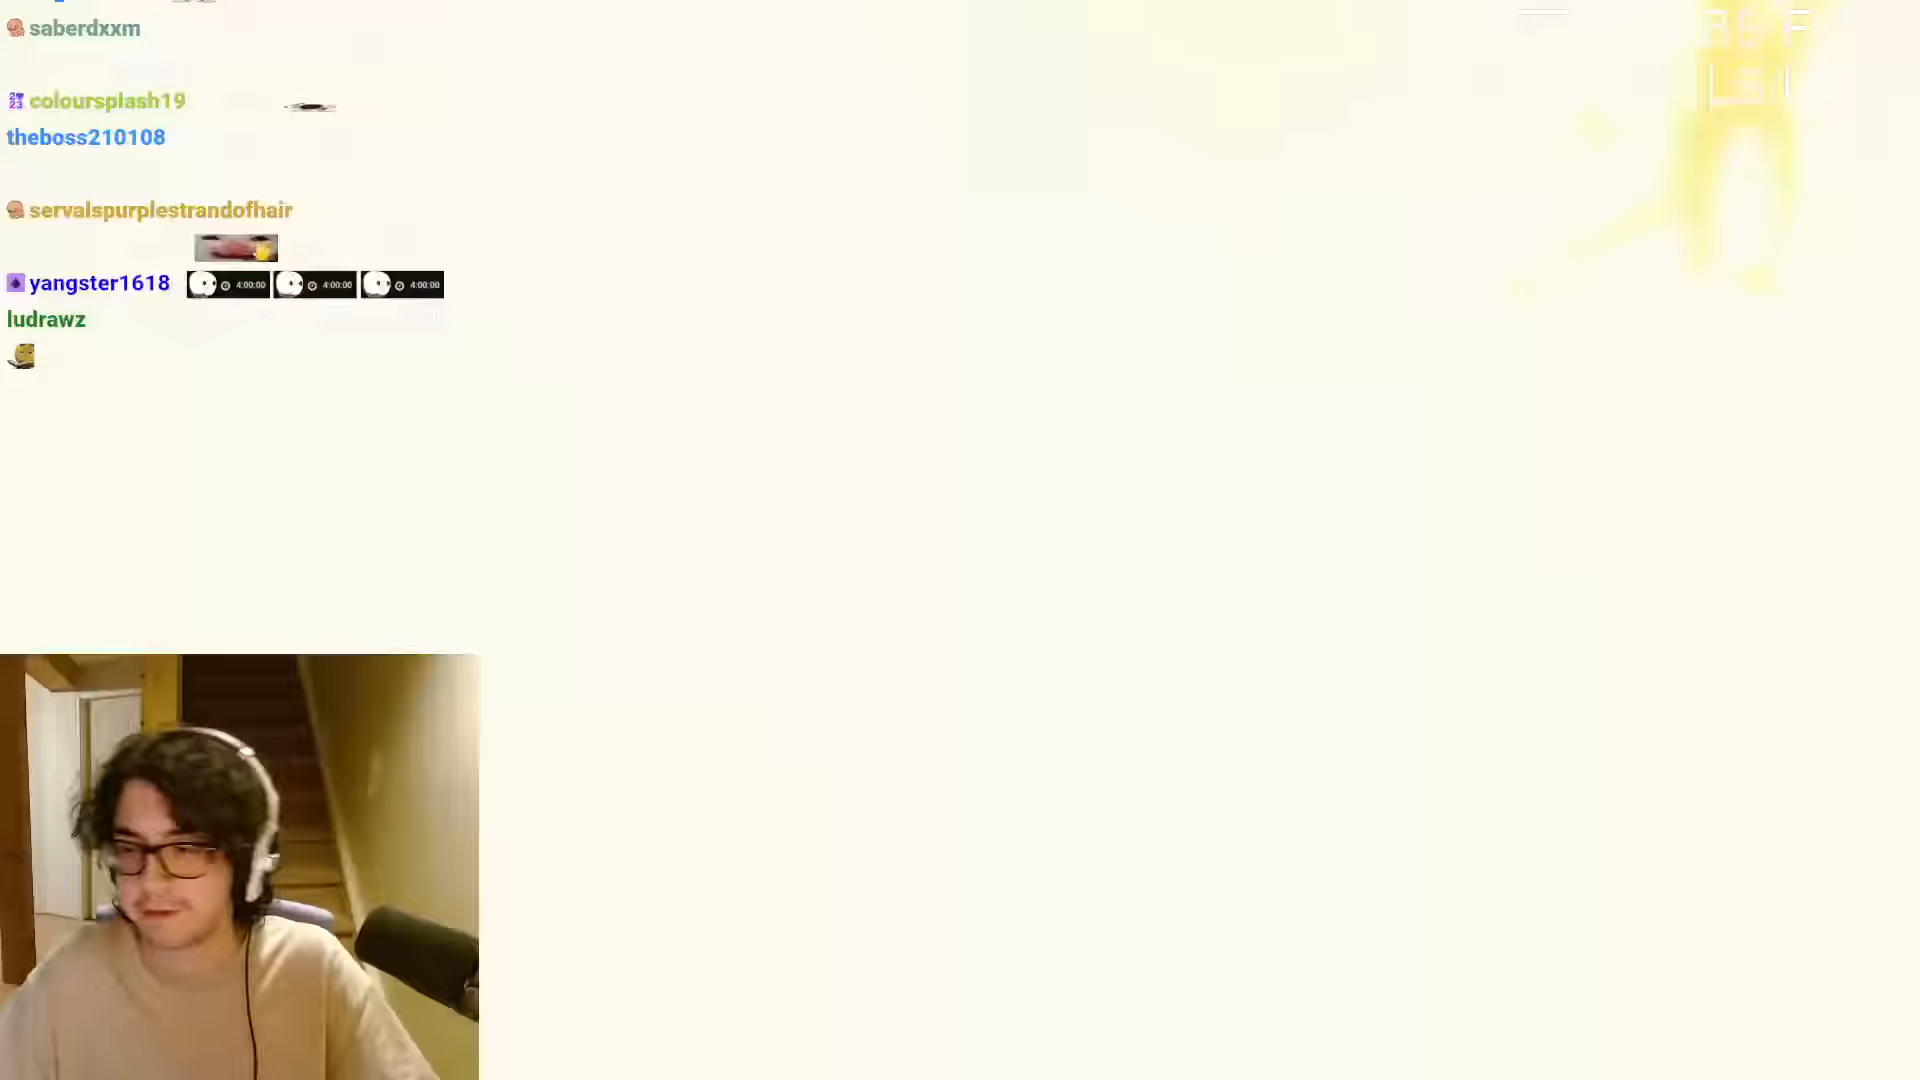 saberdxxm
coloursplash19
theboss210108
servalspurplestrandofhair
yangster1618 4:00:00 4:00:00 4:00:00
ludrawz